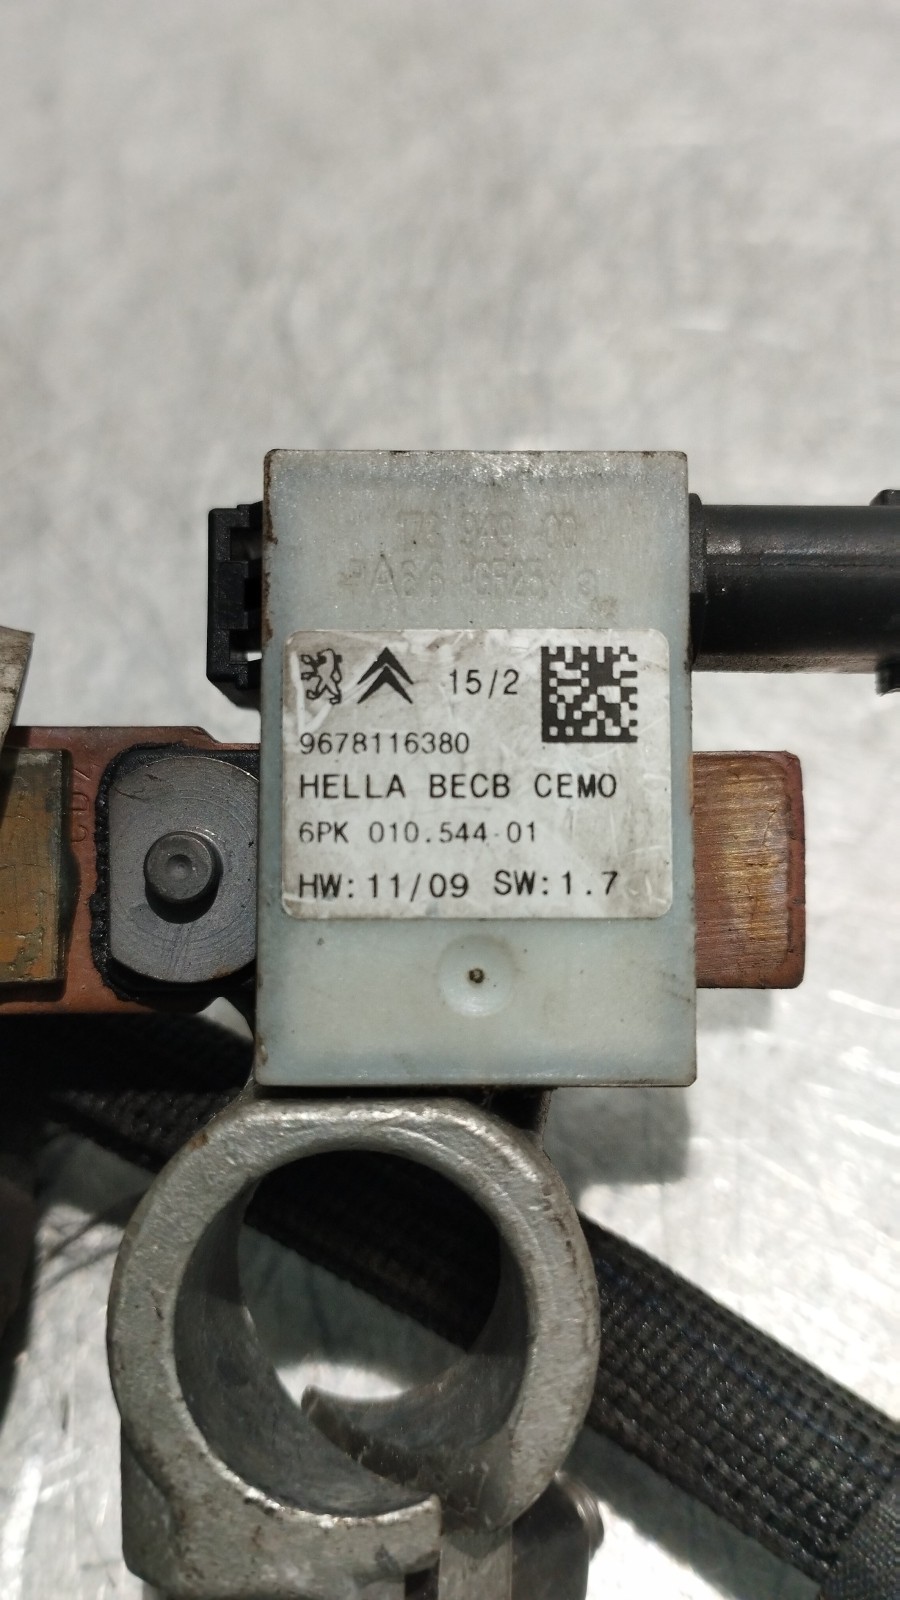 15/2
9678116380
HELLA BECB CEMO
6PK 010.544-01
HW: 11/09 SW: 1.7